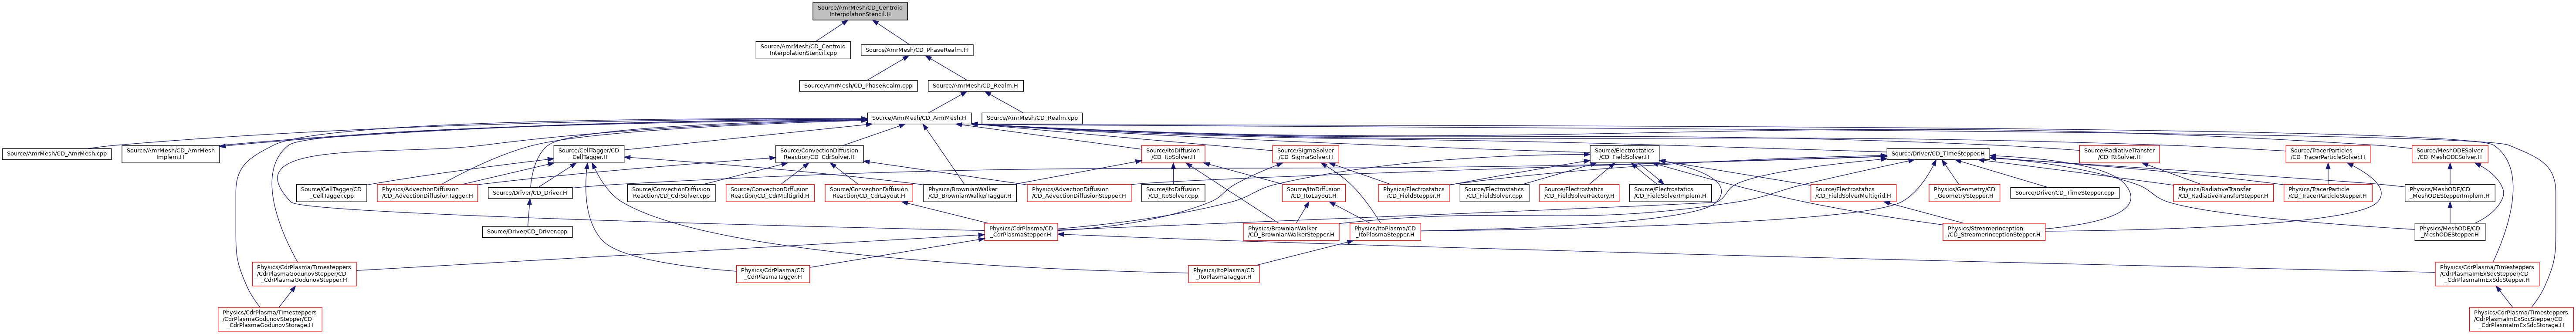 Source/AmrMesh/CD_Centroid
InterpolationStencil.H
Source/AmrMesh/CD_Centroid
InterpolationStencil.cpp
Source/AmrMesh/CD_PhaseRealm.H
Source/AmrMesh/CD_PhaseRealm.cpp
Source/AmrMesh/CD_Realm.H
Source/AmrMesh/CD_AmrMesh.H
Source/AmrMesh/CD_Realm.cpp
Source/AmrMesh/CD_AmrMesh.cpp
Source/AmrMesh/CD_AmrMesh
Implem.H
Source/CellTagger/CD
_CellTagger.H
Source/ConvectionDiffusion
Reaction/CD_CdrSolver.H
Source/ItoDiffusion
/CD_ItoSolver.H
Source/SigmaSolver
/CD_SigmaSolver.H
Source/Electrostatics
/CD_FieldSolver.H
Source/Driver/CD_TimeStepper.H
Source/RadiativeTransfer
/CD_RtSolver.H
Source/TracerParticles
/CD_TracerParticleSolver.H
Source/MeshODESolver
/CD_MeshODESolver.H
Source/CellTagger/CD
_CellTagger.cpp
Physics/AdvectionDiffusion
/CD_AdvectionDiffusionTagger.H
Source/Driver/CD_Driver.H
Source/ConvectionDiffusion
Reaction/CD_CdrSolver.cpp
Source/ConvectionDiffusion
Reaction/CD_CdrMultigrid.H
Source/ConvectionDiffusion
Reaction/CD_CdrLayout.H
Physics/BrownianWalker
/CD_BrownianWalkerTagger.H
Physics/AdvectionDiffusion
/CD_AdvectionDiffusionStepper.H
Source/ItoDiffusion
/CD_ItoSolver.cpp
Source/ItoDiffusion
/CD_ItoLayout.H
Physics/Electrostatics
/CD_FieldStepper.H
Source/Electrostatics
/CD_FieldSolver.cpp
Source/Electrostatics
/CD_FieldSolverFactory.H
Source/Electrostatics
/CD_FieldSolverImplem.H
Source/Electrostatics
/CD_FieldSolverMultigrid.H
Physics/Geometry/CD
_GeometryStepper.H
Source/Driver/CD_TimeStepper.cpp
Physics/RadiativeTransfer
/CD_RadiativeTransferStepper.H
Physics/TracerParticle
/CD_TracerParticleStepper.H
Physics/MeshODE/CD
_MeshODEStepperImplem.H
Source/Driver/CD_Driver.cpp
Physics/CdrPlasma/CD
_CdrPlasmaStepper.H
Physics/BrownianWalker
/CD_BrownianWalkerStepper.H
Physics/ItoPlasma/CD
_ItoPlasmaStepper.H
Physics/StreamerInception
/CD_StreamerInceptionStepper.H
Physics/MeshODE/CD
_MeshODEStepper.H
Physics/CdrPlasma/Timesteppers
/CdrPlasmaGodunovStepper/CD
_CdrPlasmaGodunovStepper.H
Physics/CdrPlasma/CD
_CdrPlasmaTagger.H
Physics/ItoPlasma/CD
_ItoPlasmaTagger.H
Physics/CdrPlasma/Timesteppers
/CdrPlasmaImExSdcStepper/CD
_CdrPlasmaImExSdcStepper.H
Physics/CdrPlasma/Timesteppers
/CdrPlasmaGodunovStepper/CD
_CdrPlasmaGodunovStorage.H
Physics/CdrPlasma/Timesteppers
/CdrPlasmaImExSdcStepper/CD
_CdrPlasmaImExSdcStorage.H